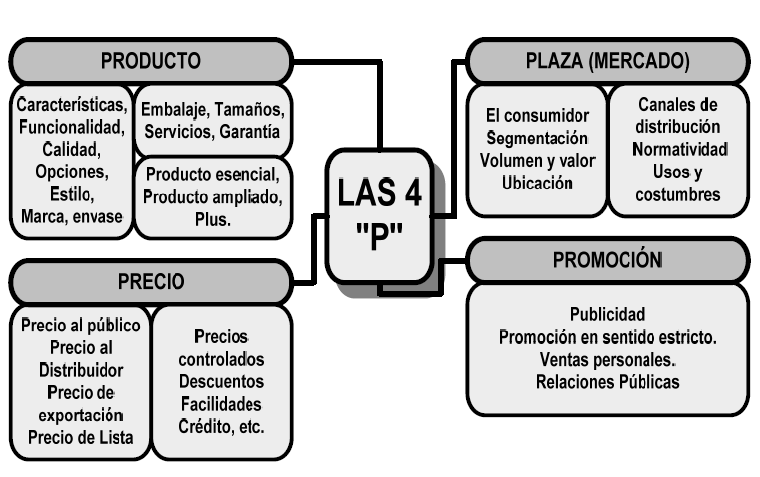 PRODUCTO
Características,
Funcionalidad,
Calidad,
Opciones,
Estilo,
Marca, envase
Embalaje, Tamaños,
Servicios, Garantía
Producto esencial,
Producto ampliado,
Plus.
PLAZA (MERCADO)
El consumidor
Segmentación
Volumen y valor
Ubicación
Canales de
distribución
Normatividad
Usos y
costumbres
LAS 4
"P"
PRECIO
Precio al público
Precio al
Distribuidor
Precio de
exportación
Precio de Lista
Precios
controlados
Descuentos
Facilidades
Crédito, etc.
PROMOCIÓN
Publicidad
Promoción en sentido estricto.
Ventas personales.
Relaciones Públicas